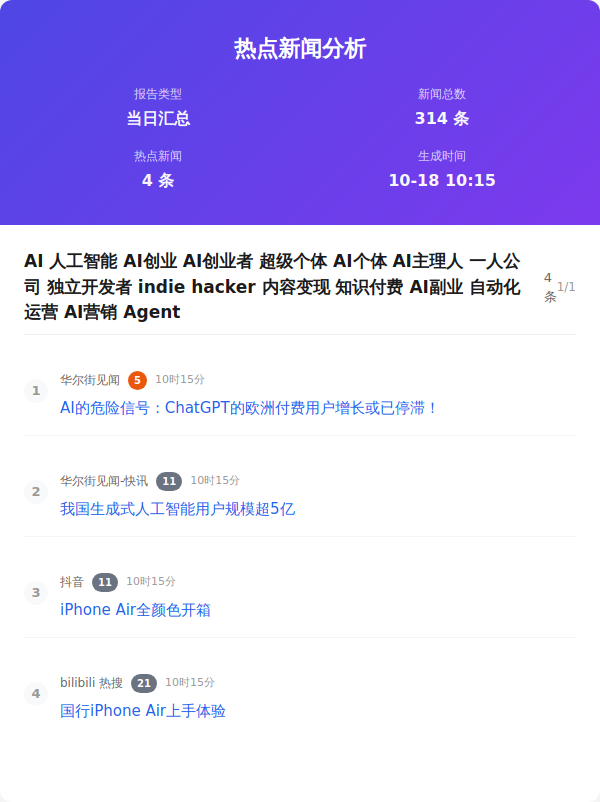 热点新闻分析
报告类型
当日汇总
新闻总数
314 条
热点新闻
4 条
生成时间
10-18 10:15
AI 人工智能 AI创业 AI创业者 超级个体 AI个体 AI主理人 一人公
司 独立开发者 indie hacker 内容变现 知识付费 AI副业 自动化
运营 AI营销 Agent
4
条
1/1
1
华尔街见闻 5 10时15分
AI的危险信号：ChatGPT的欧洲付费用户增长或已停滞！
2
华尔街见闻-快讯 11 10时15分
我国生成式人工智能用户规模超5亿
3
抖音 11 10时15分
iPhone Air全颜色开箱
4
bilibili 热搜 21 10时15分
国行iPhone Air上手体验